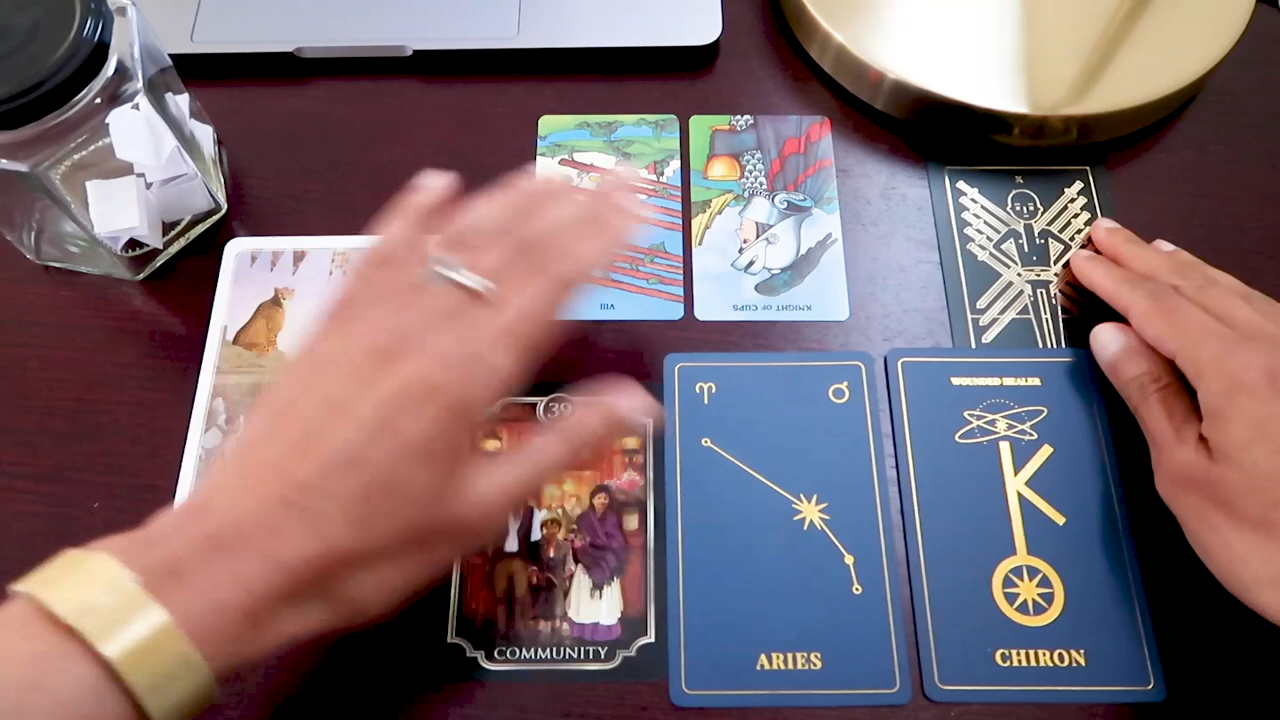 VIII
KNIGHT OF CUPS
X
39
COMMUNITY
ARIES
WOUNDED HEALER
CHIRON